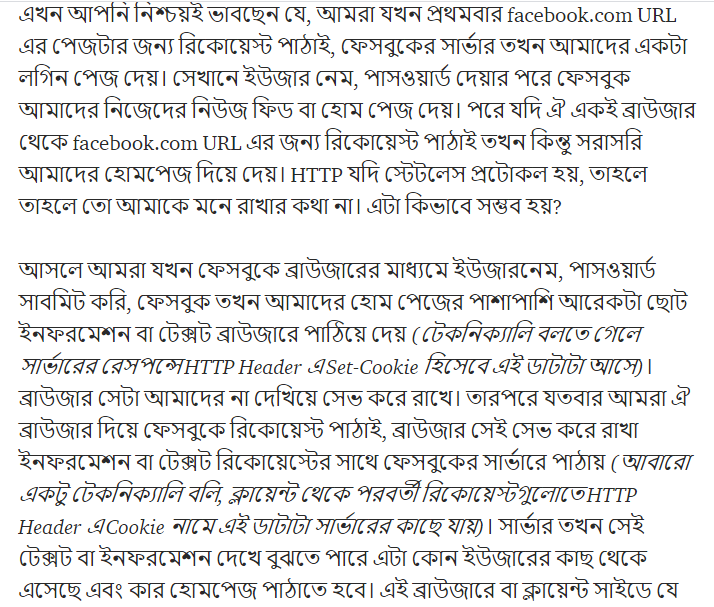 এখন আপনি নিশ্চয়ই ভাবছেন যে, আমরা যখন প্রথমবার facebook.com URL
এর পেজটার জন্য রিকোয়েস্ট পাঠাই, ফেসবুকের সার্ভার তখন আমাদের একটা
লগিন পেজ দেয়। সেখানে ইউজার নেম, পাসওয়ার্ড দেয়ার পরে ফেসবুক
আমাদের নিজেদের নিউজ ফিড বা হোম পেজ দেয়। পরে যদি ঐ একই ব্রাউজার
থেকে facebook.com URL এর জন্য রিকোয়েস্ট পাঠাই তখন কিন্তু সরাসরি
আমাদের হোমপেজ দিয়ে দেয়। HTTP যদি স্টেটলেস প্রটোকল হয়, তাহলে
তাহলে তো আমাকে মনে রাখার কথা না। এটা কিভাবে সম্ভব হয়?
আসলে আমরা যখন ফেসবুকে ব্রাউজারের মাধ্যমে ইউজারনেম, পাসওয়ার্ড
সাবমিট করি, ফেসবুক তখন আমাদের হোম পেজের পাশাপাশি আরেকটা ছোট
ইনফরমেশন বা টেক্সট ব্রাউজারে পাঠিয়ে দেয় (টেকনিক্যালি বলতে গেলে
সার্ভারের রেসপন্সে HTTP Header এ Set-Cookie হিসেবে এই ডাটাটা আসে)।
ব্রাউজার সেটা আমাদের না দেখিয়ে সেভ করে রাখে। তারপরে যতবার আমরা ঐ
ব্রাউজার দিয়ে ফেসবুকে রিকোয়েস্ট পাঠাই, ব্রাউজার সেই সেভ করে রাখা
ইনফরমেশন বা টেক্সট রিকোয়েস্টের সাথে ফেসবুকের সার্ভারে পাঠায় (আবারো
একটু টেকনিক্যালি বলি, ক্লায়েন্ট থেকে পরবর্তী রিকোয়েস্টগুলোতে HTTP
Header এ Cookie নামে এই ডাটাটা সার্ভারের কাছে যায়)। সার্ভার তখন সেই
টেক্সট বা ইনফরমেশন দেখে বুঝতে পারে এটা কোন ইউজারের কাছ থেকে
এসেছে এবং কার হোমপেজ পাঠাতে হবে। এই ব্রাউজারে বা ক্লায়েন্ট সাইডে যে